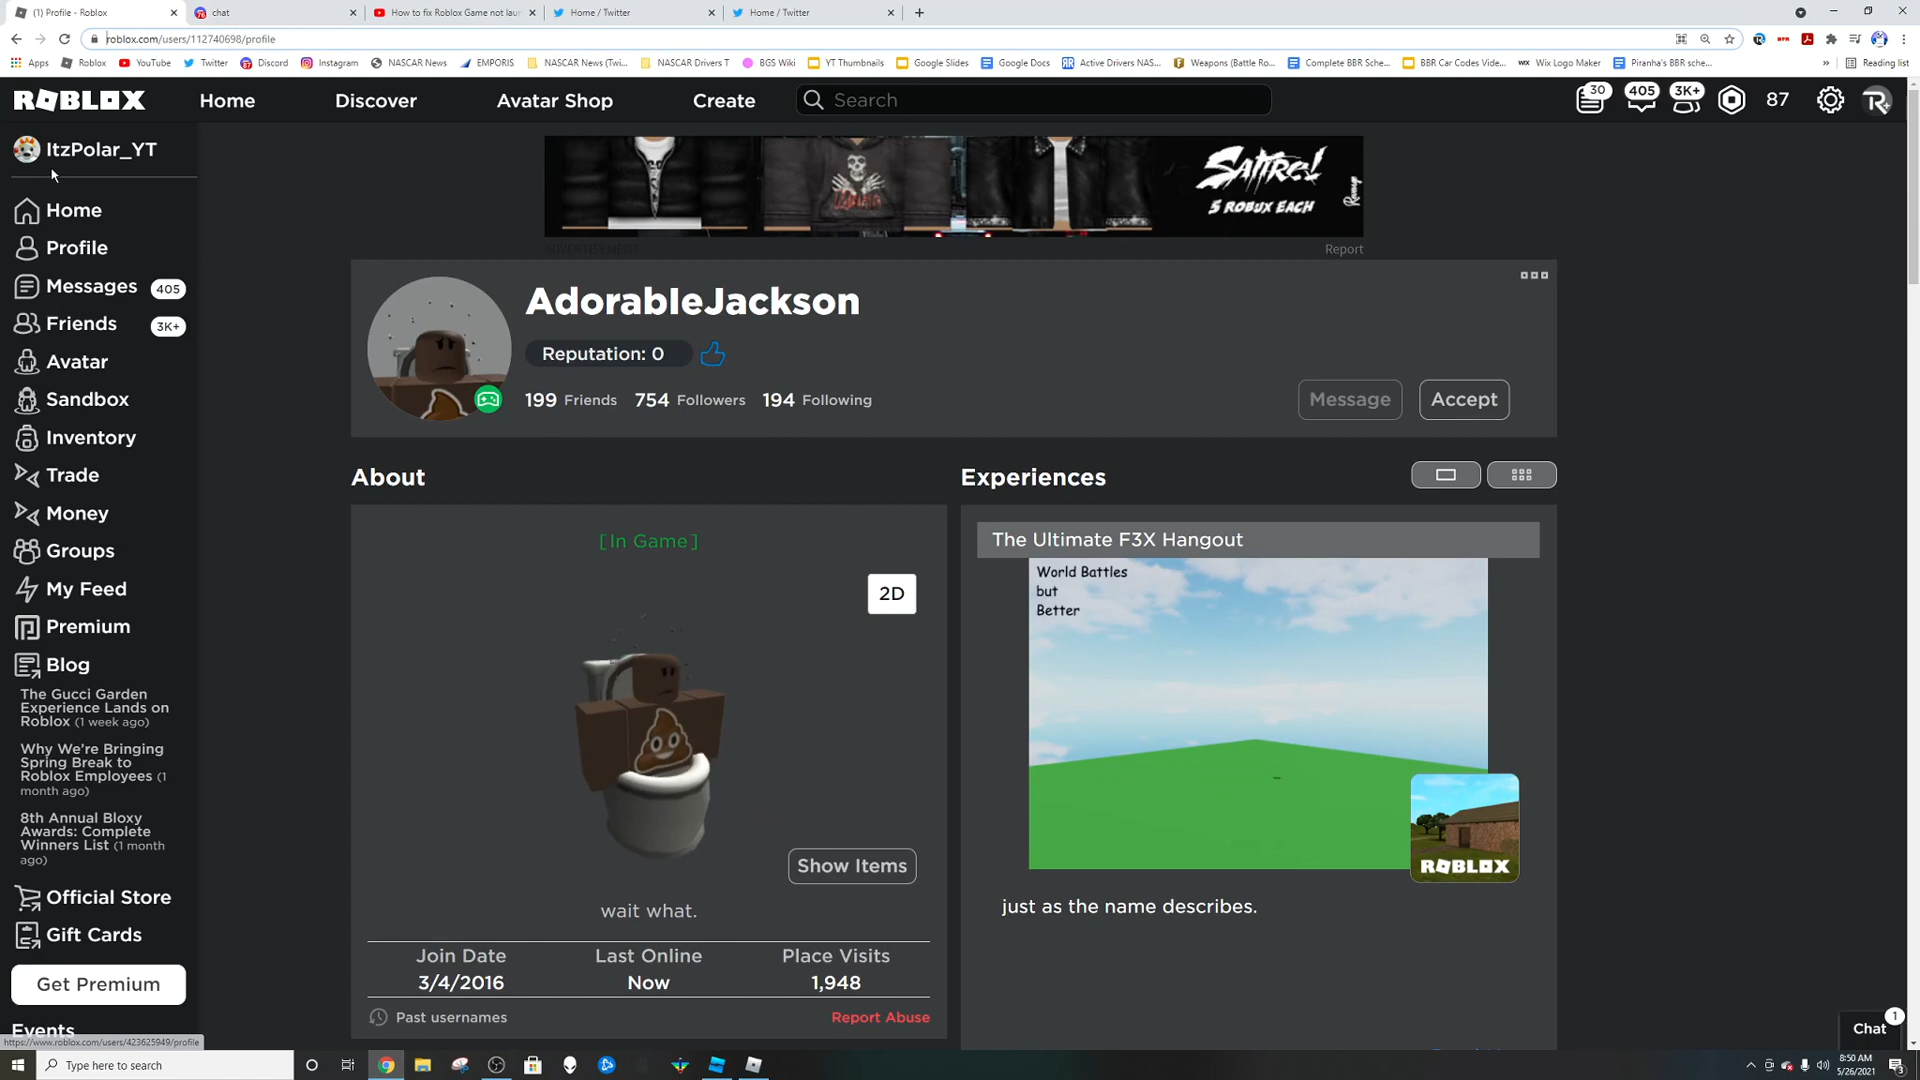 (1) Profile - Roblox
chat
How to fix Roblox Game not lau
Home / Twitter
Home / Twitter
roblox.com/users/112740698/profile
Apps
Roblox
YouTube
Twitter
Discord
Instagram
NASCAR News
EMPORIS
NASCAR News (Twi...
NASCAR Drivers T
BGS Wiki
YT Thumbnails
Google Slides
Google Docs
Active Drivers NAS...
Weapons (Battle Ro...
Complete BBR Sche...
BBR Car Codes Vide...
Wix Logo Maker
Piranha's BBR sche...
»
Reading list
ROBLOX
Home
Discover
Avatar Shop
Create
Search
30
405
3K+
87
ItzPolar_YT
Home
Profile
Messages 405
Friends 3K+
Avatar
Sandbox
Inventory
Trade
Money
Groups
My Feed
Premium
Blog
The Gucci Garden
Experience Lands on
Roblox (1 week ago)
Why We're Bringing
Spring Break to
Roblox Employees (1
month ago)
8th Annual Bloxy
Awards: Complete
Winners List (1 month
ago)
Official Store
Gift Cards
Get Premium
Events
https://www.roblox.com/users/423625949/profile
5 ROBUX EACH
ADVERTISEMENT
Report
AdorabIeJackson
Reputation: 0
199 Friends 754 Followers 194 Following
Message
Accept
About
[In Game]
2D
Show Items
wait what.
Join Date
Last Online
Place Visits
3/4/2016
Now
1,948
Past usernames
Report Abuse
Experiences
The Ultimate F3X Hangout
World Battles
but
Better
ROBLOX
just as the name describes.
Chat
1
Type here to search
8:50 AM
5/26/2021
3